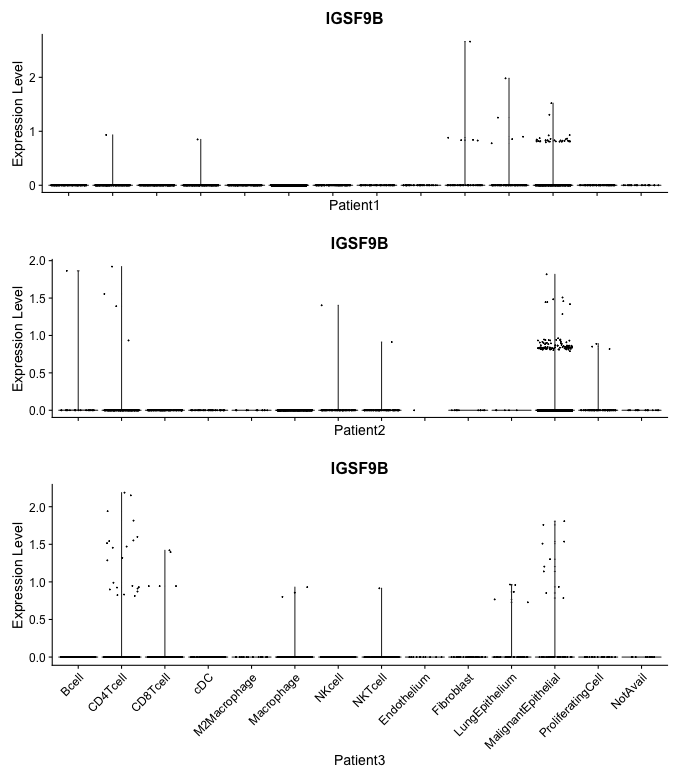 IGSF9B
Expression Level
2
1
0
Patient1
IGSF9B
Expression Level
2.0
1.5
1.0
0.5
0.0
Patient2
IGSF9B
Expression Level
2.0
1.5
1.0
0.5
0.0
Bcell
CD4Tcell
CD8Tcell
cDC
M2Macrophage
Macrophage
NKcell
NKTcell
Endothelium
Fibroblast
LungEpithelium
MalignantEpithelial
ProliferatingCell
NotAvail
Patient3